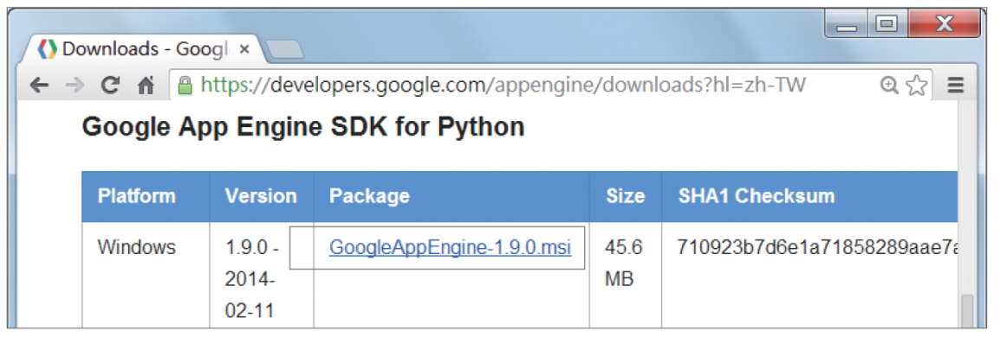 Downloads - Googl
https://developers.google.com/appengine/downloads?hl=zh-TW
Google App Engine SDK for Python
Platform Version Package Size SHA1 Checksum
Windows 1.9.0 - GoogleAppEngine-1.9.0.msi 45.6 710923b7d6e1a71858289aae7a
2014- MB
02-11